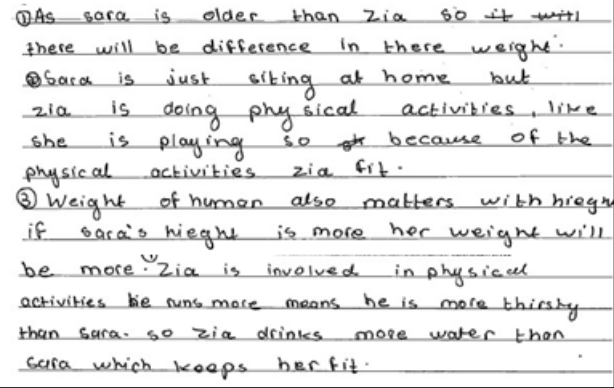 ①As sara is older than Zia so it will
there will be difference in there weight.
②Sara is just siting at home but
zia is doing phy sical activities, like
she is playing so because of the
physical activities zia fit.
③ Weight of human also matters with hiegh
if sara's hieght is more her weight will
be more. Zia is involved in physical
activities he runs more means he is more thirsty
than Sara. so zia drinks more water than
Sara which keeps her fit.